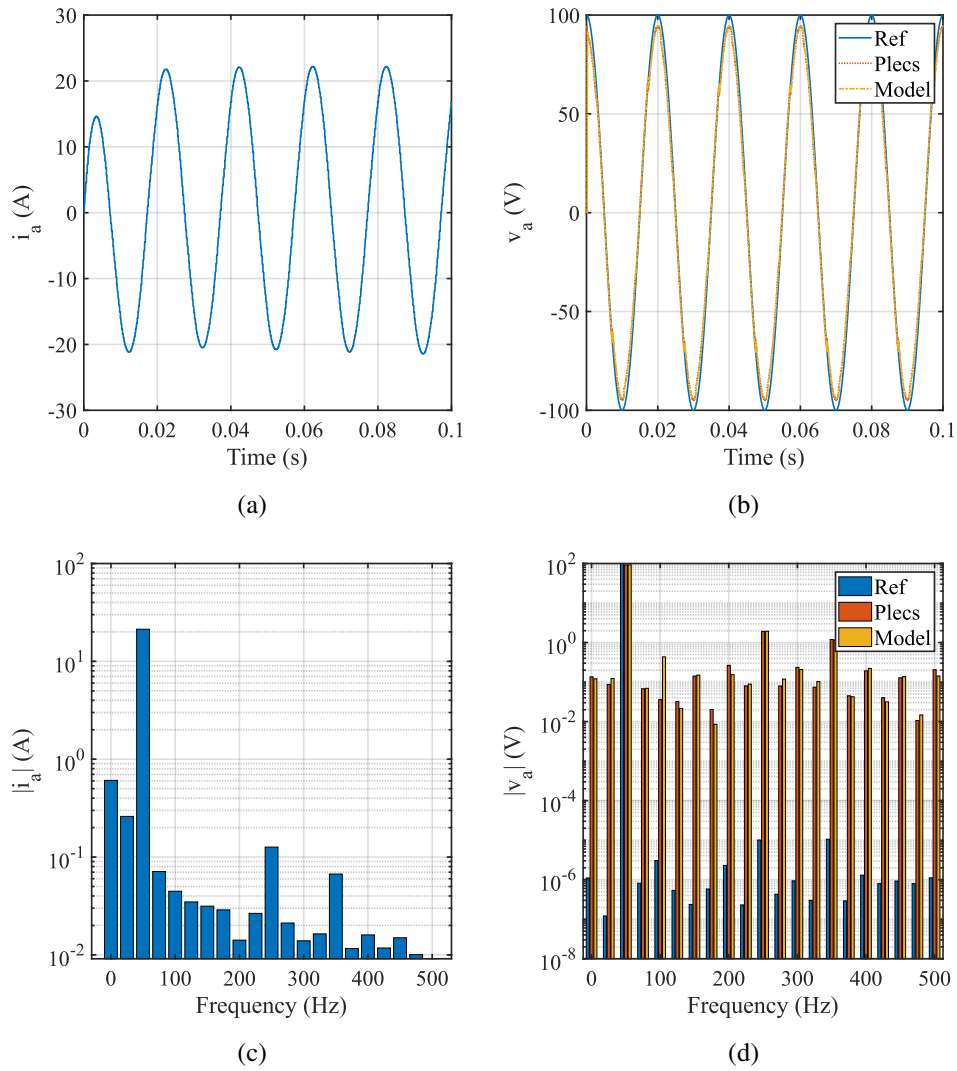 30
20
10
0
-10
-20
-30
i_a (A)
0
0.02
0.04
0.06
0.08
0.1
Time (s)
(a)
100
50
0
-50
-100
v_a (V)
Ref
Plecs
Model
0
0.02
0.04
0.06
0.08
0.1
Time (s)
(b)
10^2
10^1
10^0
10^-1
10^-2
|i_a| (A)
0
100
200
300
400
500
Frequency (Hz)
(c)
10^2
10^0
10^-2
10^-4
10^-6
10^-8
|v_a| (V)
Ref
Plecs
Model
0
100
200
300
400
500
Frequency (Hz)
(d)